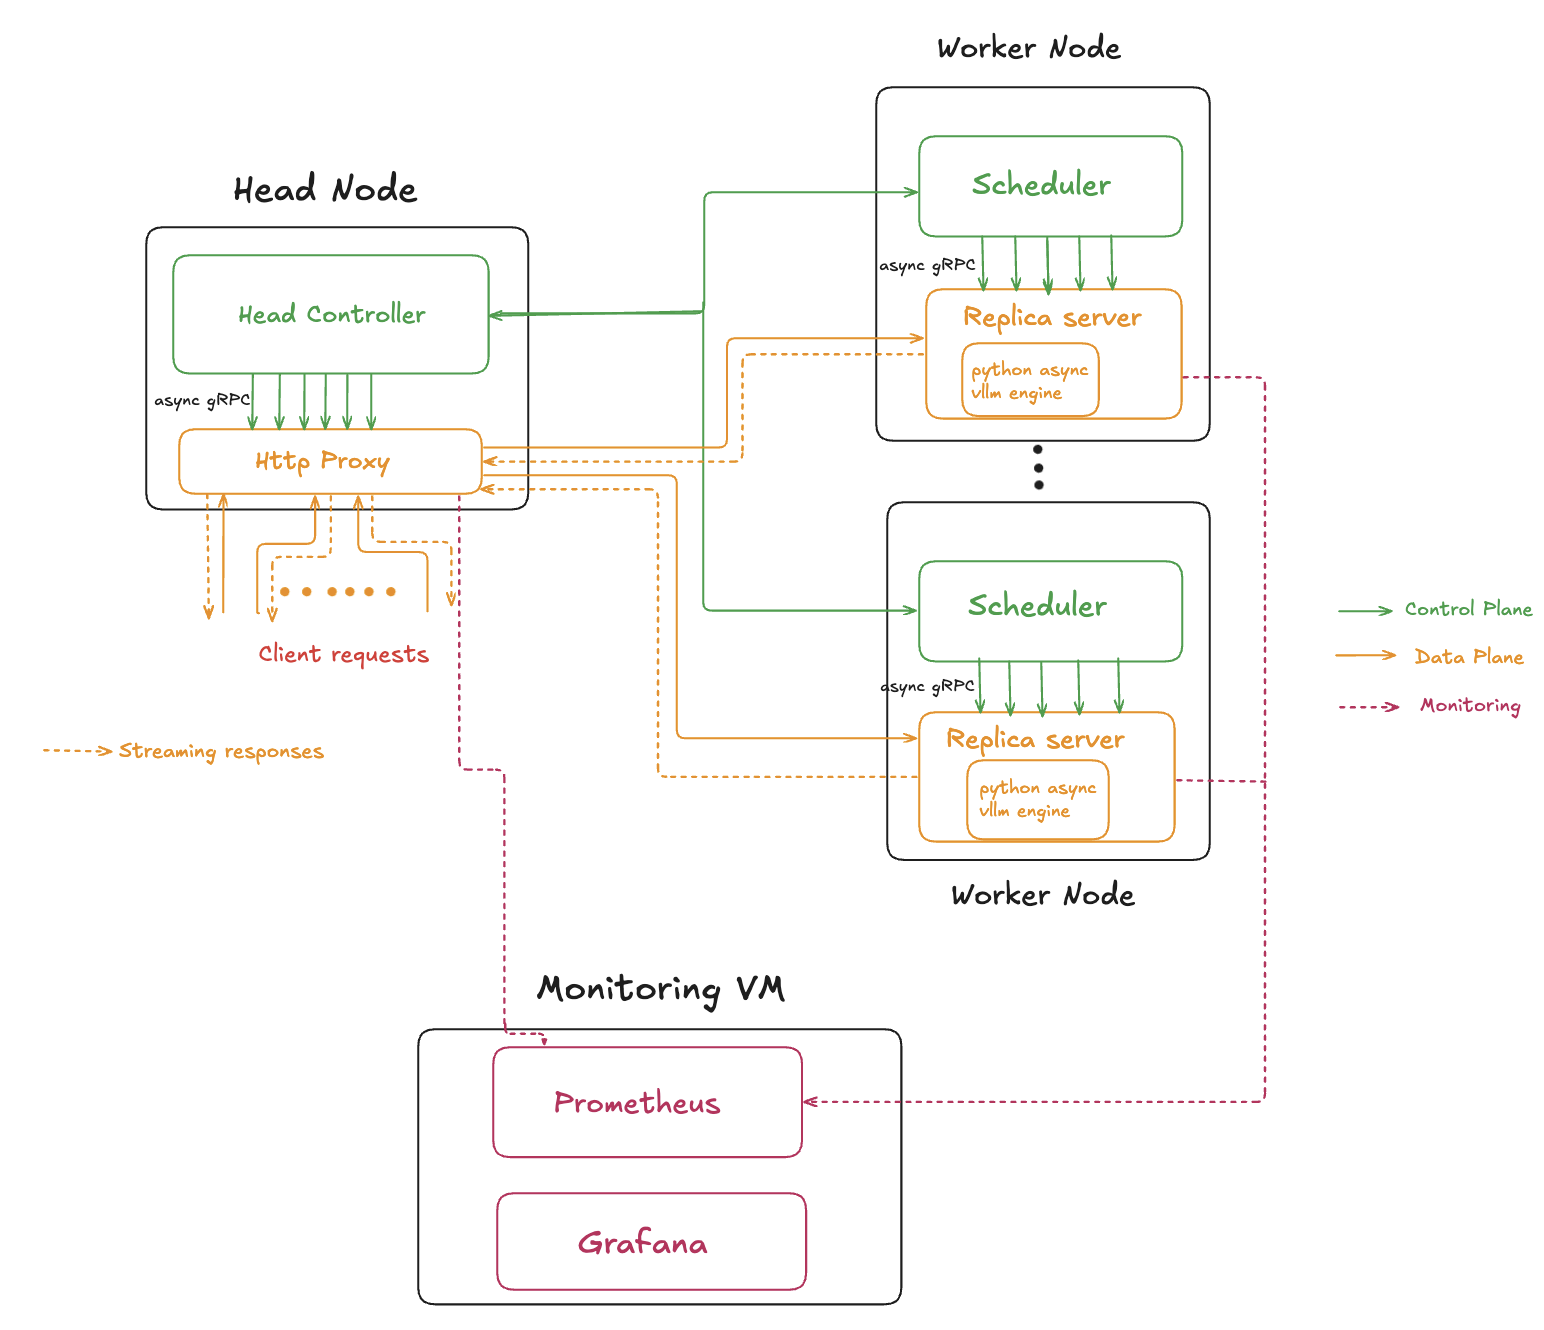 Worker Node
Scheduler
async gRPC
Replica server
python async
vllm engine
Head Node
Head Controller
async gRPC
Http Proxy
Client requests
Streaming responses
Scheduler
async gRPC
Replica server
python async
vllm engine
Worker Node
Control Plane
Data Plane
Monitoring
Monitoring VM
Prometheus
Grafana